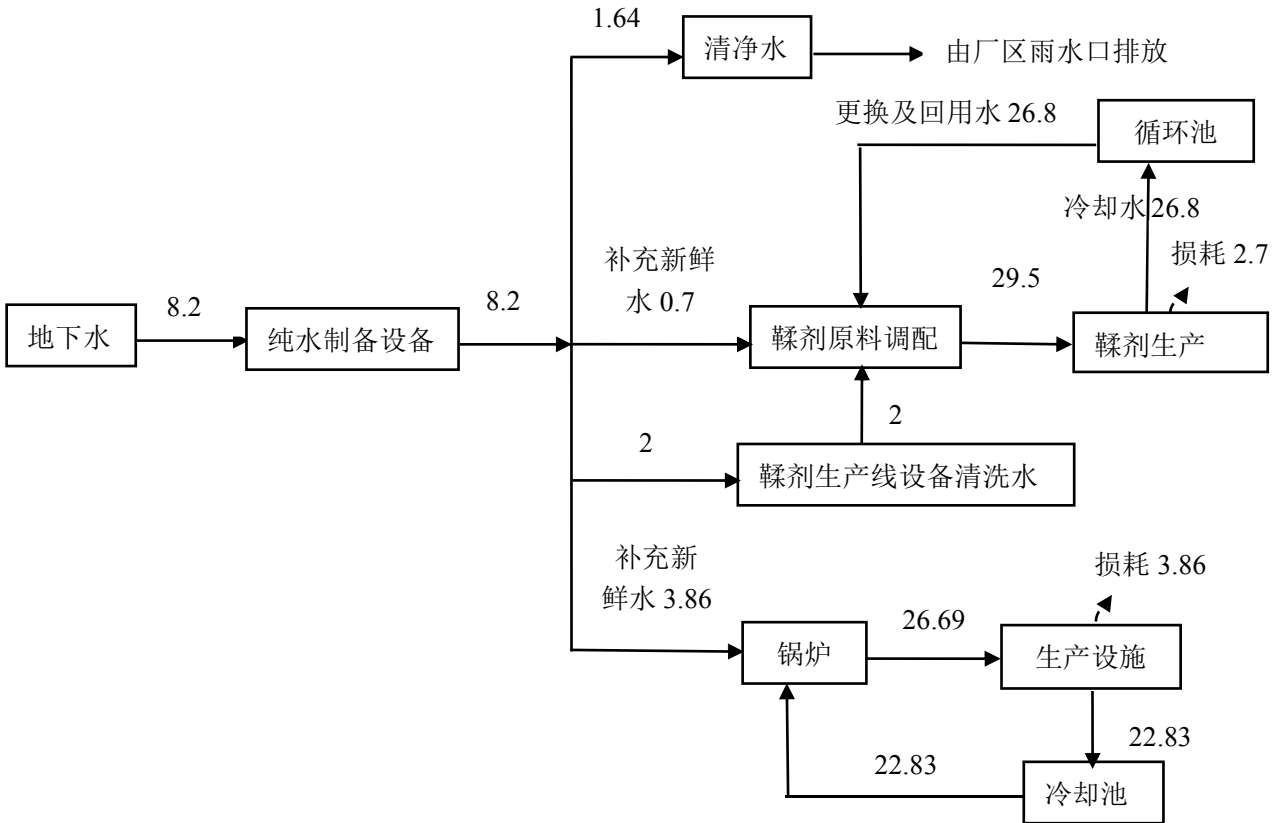 1.64
清净水
由厂区雨水口排放
更换及回用水 26.8
循环池
冷却水 26.8
损耗 2.7
补充新鲜
水 0.7
29.5
8.2
8.2
地下水
纯水制备设备
鞣剂原料调配
鞣剂生产
2
2
鞣剂生产线设备清洗水
补充新
鲜水 3.86
损耗 3.86
26.69
锅炉
生产设施
22.83
22.83
冷却池